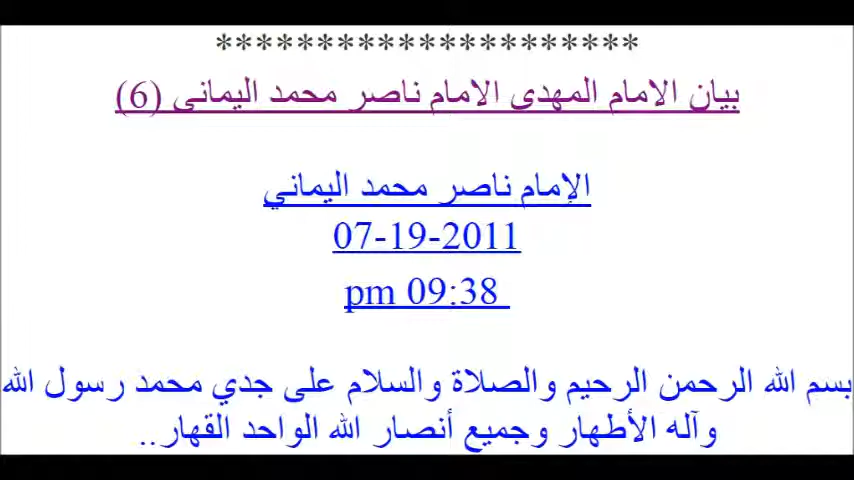 *********************
بيان الامام المهدى الامام ناصر محمد اليمانى (6)
الإمام ناصر محمد اليماني
07-19-2011
pm 09:38
بسم الله الرحمن الرحيم والصلاة والسلام على جدي محمد رسول الله
وآله الأطهار وجميع أنصار الله الواحد القهار..